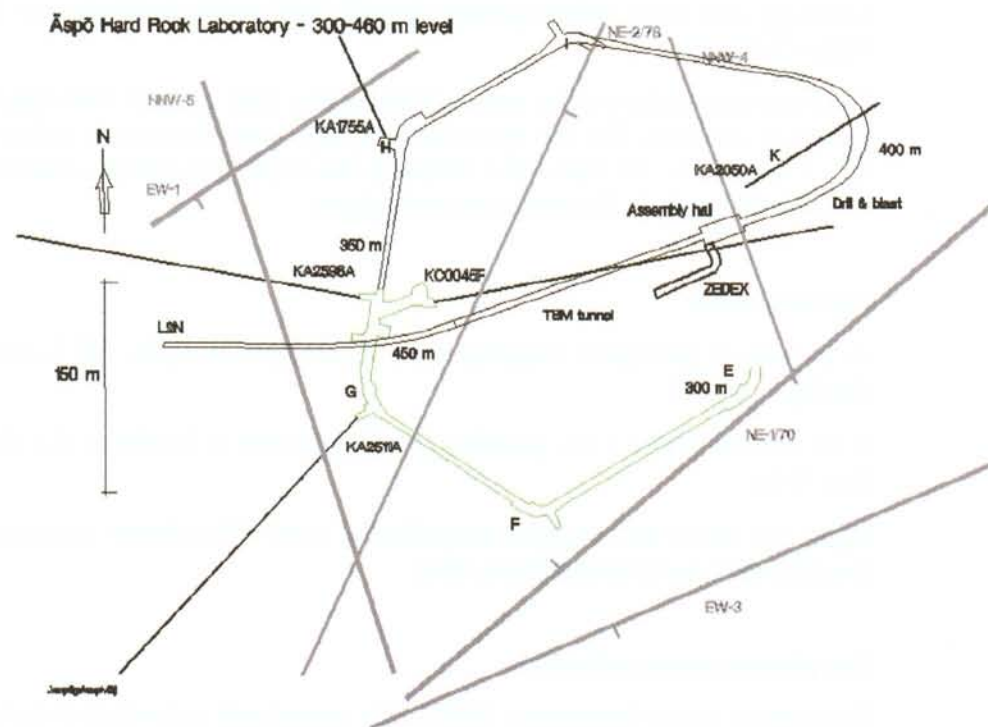 Äspö Hard Rock Laboratory - 300-460 m level
NE-2/76
NNW-4
NNW-5
KA1755A
H
I
N
EW-1
K
KA2050A
400 m
Assembly hall
Drill & blast
350 m
KA2598A
KC0045F
ZEDEX
TBM tunnel
450 m
150 m
E
300 m
G
KA2511A
NE-1/70
F
EW-3